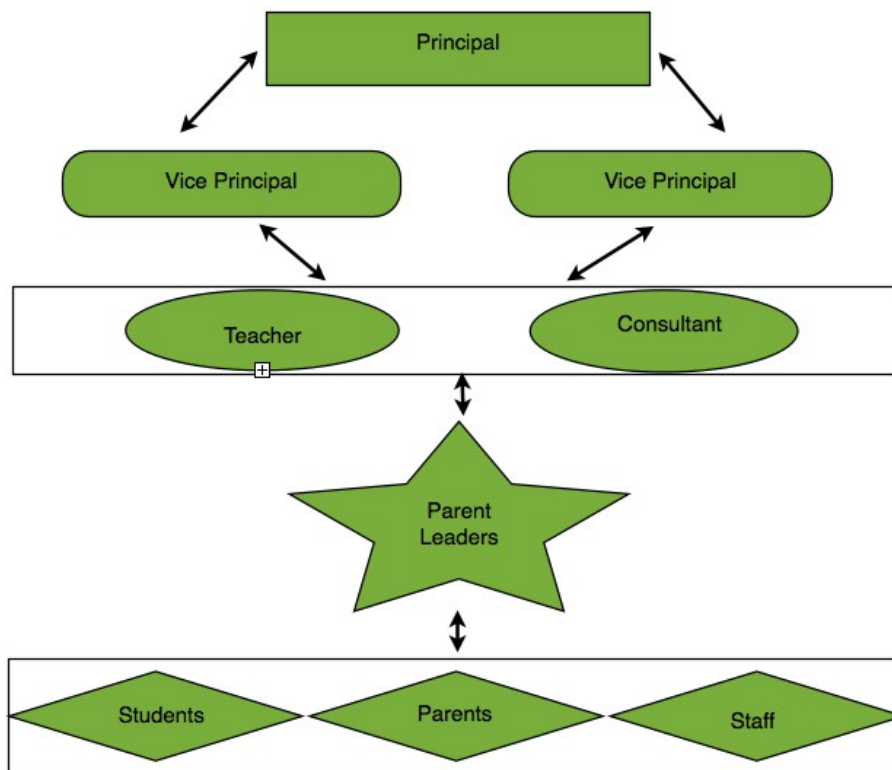 Principal
Vice Principal
Vice Principal
Teacher
Consultant
Parent
Leaders
Students
Parents
Staff